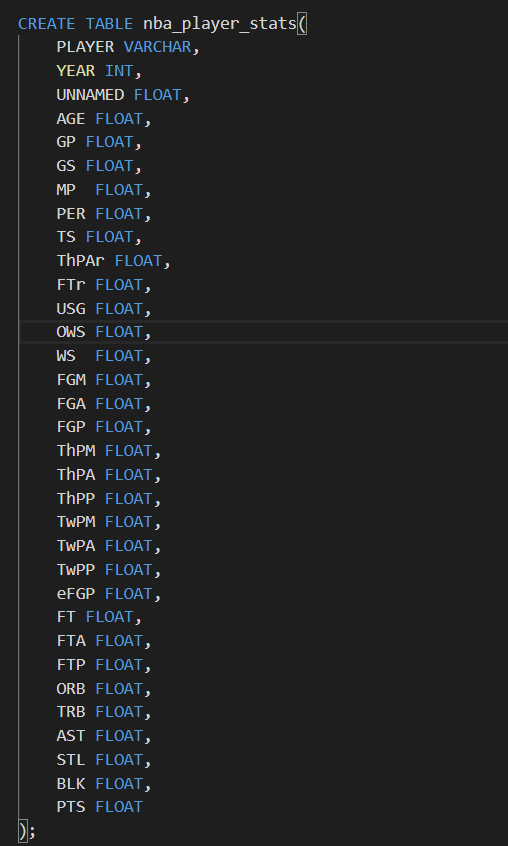 CREATE TABLE nba_player_stats(
    PLAYER VARCHAR,
    YEAR INT,
    UNNAMED FLOAT,
    AGE FLOAT,
    GP FLOAT,
    GS FLOAT,
    MP  FLOAT,
    PER FLOAT,
    TS FLOAT,
    ThPAr FLOAT,
    FTr FLOAT,
    USG FLOAT,
    OWS FLOAT,
    WS  FLOAT,
    FGM FLOAT,
    FGA FLOAT,
    FGP FLOAT,
    ThPM FLOAT,
    ThPA FLOAT,
    ThPP FLOAT,
    TwPM FLOAT,
    TwPA FLOAT,
    TwPP FLOAT,
    eFGP FLOAT,
    FT FLOAT,
    FTA FLOAT,
    FTP FLOAT,
    ORB FLOAT,
    TRB FLOAT,
    AST FLOAT,
    STL FLOAT,
    BLK FLOAT,
    PTS FLOAT
);